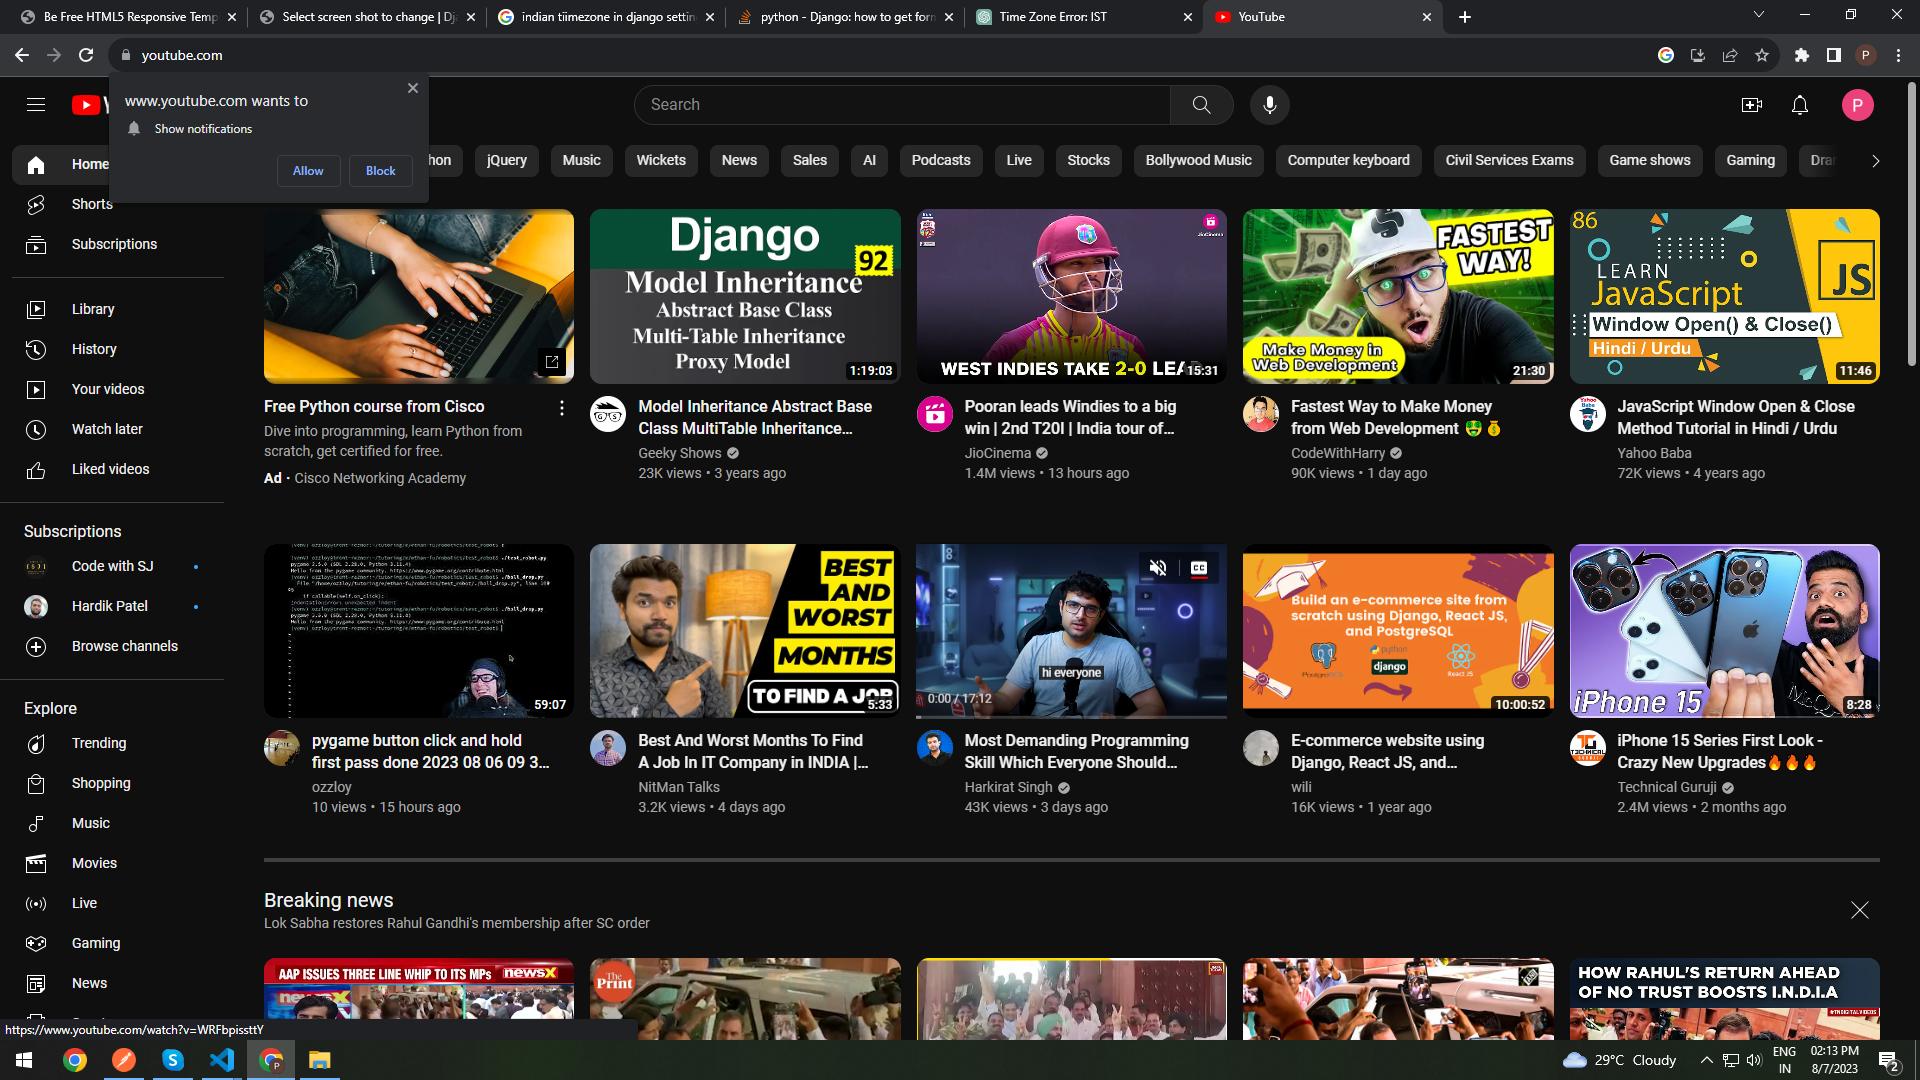 Be Free HTML5 Responsive Temp
Select screen shot to change | Dj
indian tiimezone in django settin
python - Django: how to get form
Time Zone Error: IST
YouTube
youtube.com
P
www.youtube.com wants to
Show notifications
Allow
Block
Search
P
Home
hon
jQuery
Music
Wickets
News
Sales
AI
Podcasts
Live
Stocks
Bollywood Music
Computer keyboard
Civil Services Exams
Game shows
Gaming
Dra
Shorts
Subscriptions
Library
History
Your videos
Watch later
Liked videos
Subscriptions
Code with SJ
Hardik Patel
Browse channels
Explore
Trending
Shopping
Music
Movies
Live
Gaming
News
Django
92
Model Inheritance
Abstract Base Class
Multi-Table Inheritance
Proxy Model
1:19:03
JioCinema
WEST INDIES TAKE 2-0 LEA
15:31
FASTEST
WAY!
Make Money in
Web Development
21:30
86
LEARN
JavaScript
JS
Window Open() & Close()
Hindi / Urdu
11:46
Free Python course from Cisco
Dive into programming, learn Python from
scratch, get certified for free.
Ad · Cisco Networking Academy
Model Inheritance Abstract Base
Class MultiTable Inheritance...
Geeky Shows
23K views • 3 years ago
Pooran leads Windies to a big
win | 2nd T20I | India tour of...
JioCinema
1.4M views • 13 hours ago
Fastest Way to Make Money
from Web Development 🤑💰
CodeWithHarry
90K views • 1 day ago
JavaScript Window Open & Close
Method Tutorial in Hindi / Urdu
Yahoo Baba
72K views • 4 years ago
59:07
BEST
AND
WORST
MONTHS
TO FIND A JOB
5:33
CC
hi everyone
0:00 / 17:12
Build an e-commerce site from
scratch using Django, React JS,
and PostgreSQL
python
django
React JS
10:00:52
iPhone 15
8:28
pygame button click and hold
first pass done 2023 08 06 09 3...
ozzloy
10 views • 15 hours ago
Best And Worst Months To Find
A Job In IT Company in INDIA |...
NitMan Talks
3.2K views • 4 days ago
Most Demanding Programming
Skill Which Everyone Should...
Harkirat Singh
43K views • 3 days ago
E-commerce website using
Django, React JS, and...
wili
16K views • 1 year ago
iPhone 15 Series First Look -
Crazy New Upgrades🔥🔥🔥
Technical Guruji
2.4M views • 2 months ago
Breaking news
Lok Sabha restores Rahul Gandhi's membership after SC order
AAP ISSUES THREE LINE WHIP TO ITS MPs
newsX
The
Print
HOW RAHUL'S RETURN AHEAD
OF NO TRUST BOOSTS I.N.D.I.A
#TNDIGITALVIDEOS
https://www.youtube.com/watch?v=WRFbpissttY
29°C Cloudy
ENG
IN
02:13 PM
8/7/2023
2